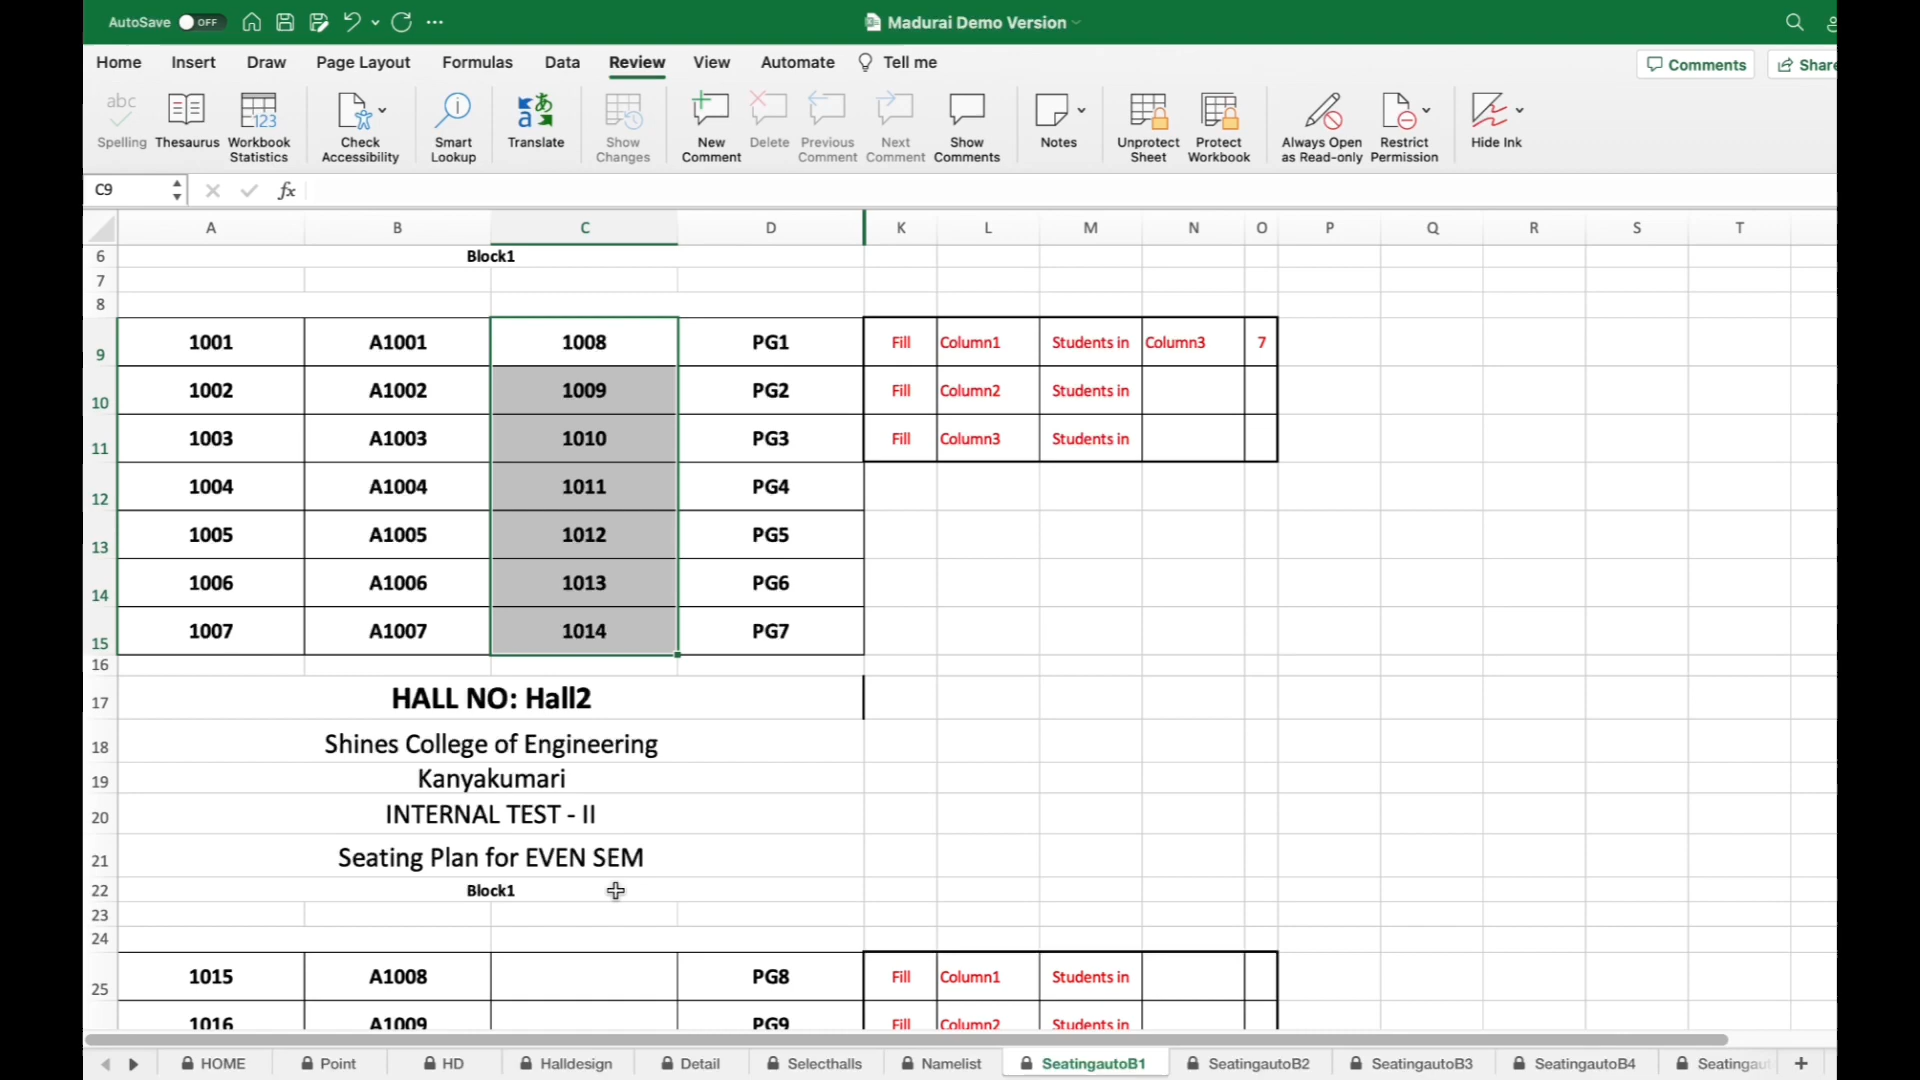 AutoSave OFF Madurai Demo Version
Home Insert Draw Page Layout Formulas Data Review View Automate Tell me Comments Share
abc Spelling Thesaurus 123 Workbook Statistics Check Accessibility Smart Lookup Translate Show Changes New Comment Delete Previous Comment Next Comment Show Comments Notes Unprotect Sheet Protect Workbook Always Open as Read-only Restrict Permission Hide Ink
C9 fx
A B C D K L M N O P Q R S T
6 Block1
7
8
9 1001 A1001 1008 PG1 Fill Column1 Students in Column3 7
10 1002 A1002 1009 PG2 Fill Column2 Students in
11 1003 A1003 1010 PG3 Fill Column3 Students in
12 1004 A1004 1011 PG4
13 1005 A1005 1012 PG5
14 1006 A1006 1013 PG6
15 1007 A1007 1014 PG7
16
17 HALL NO: Hall2
18 Shines College of Engineering
19 Kanyakumari
20 INTERNAL TEST - II
21 Seating Plan for EVEN SEM
22 Block1
23
24
25 1015 A1008 PG8 Fill Column1 Students in
1016 A1009 PG9 Fill Column2 Students in
HOME Point HD Halldesign Detail Selecthalls Namelist SeatingautoB1 SeatingautoB2 SeatingautoB3 SeatingautoB4 Seatingaut